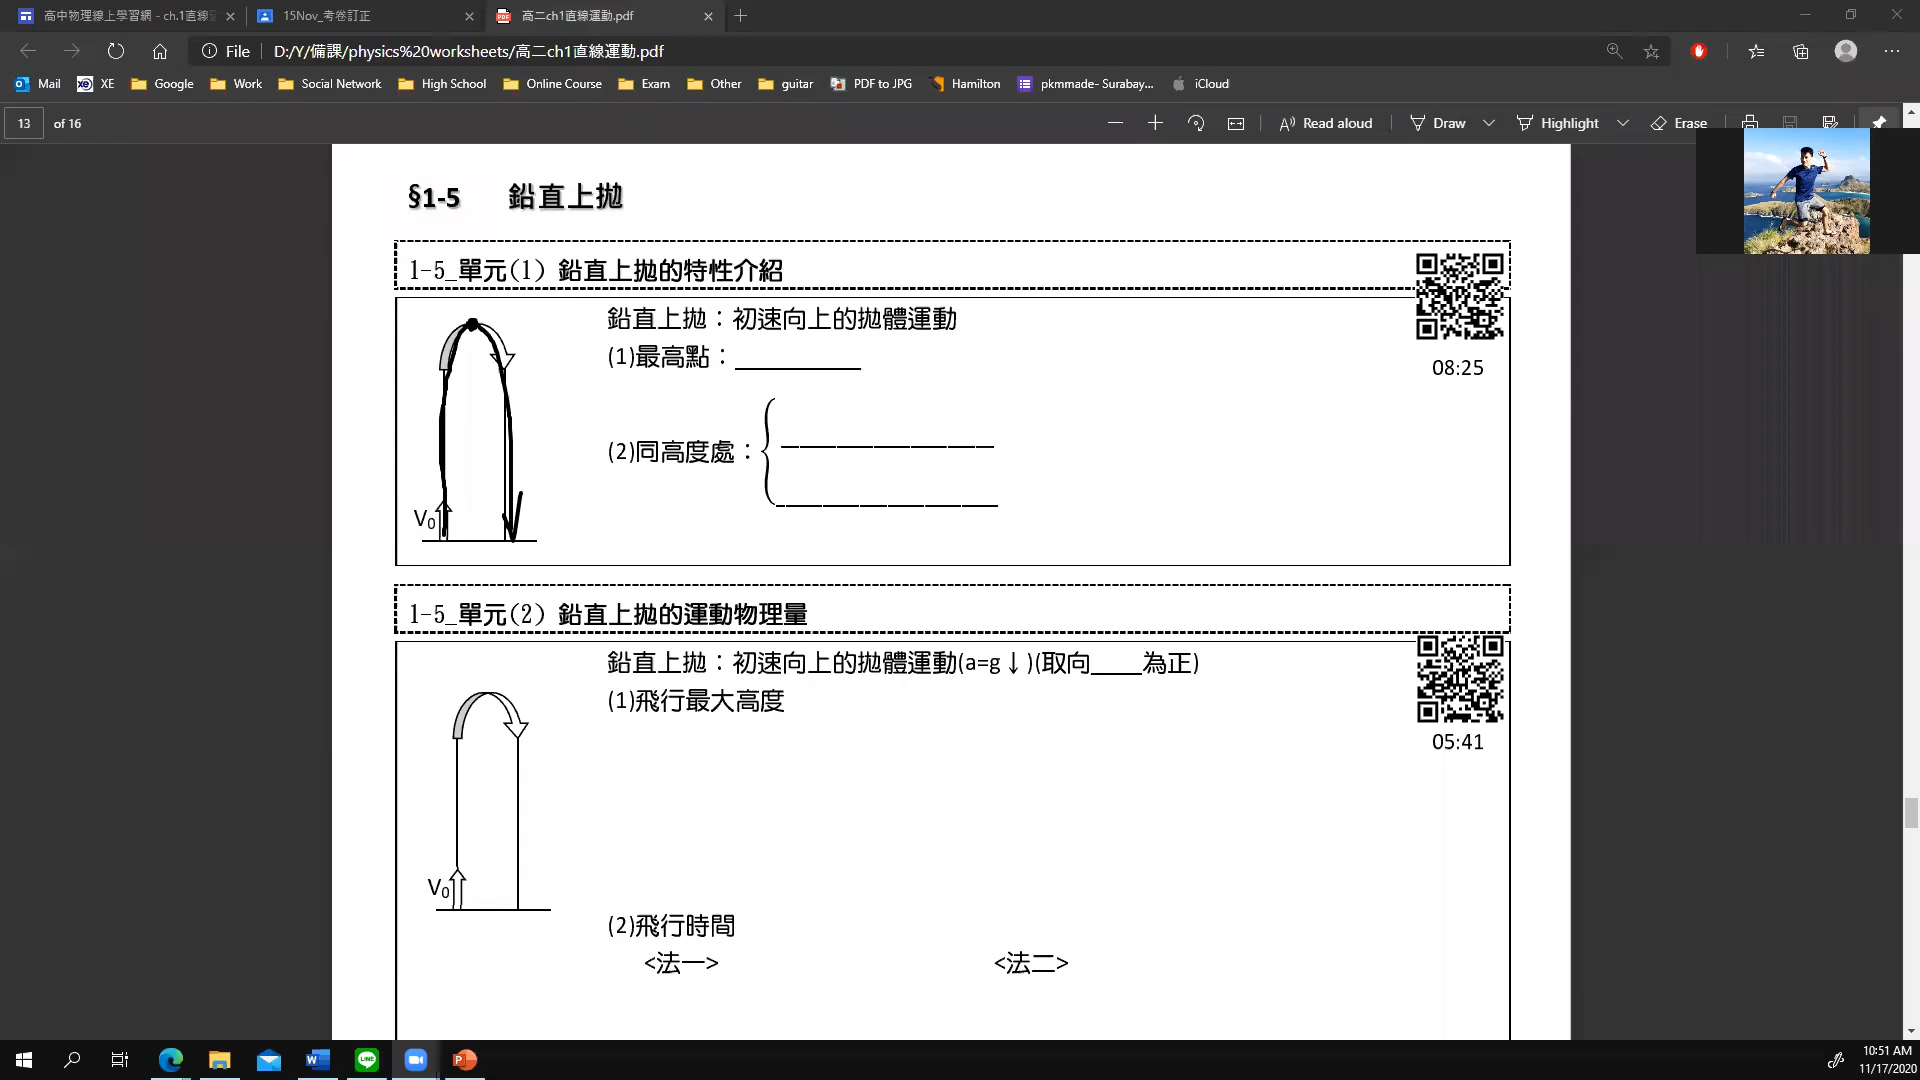 高中物理線上學習網 - ch.1直線運
15Nov_考卷訂正
高二ch1直線運動.pdf
File D:/Y/備課/physics%20worksheets/高二ch1直線運動.pdf
Mail XE Google Work Social Network High School Online Course Exam Other guitar PDF to JPG Hamilton pkmmade- Surabay... iCloud
13 of 16 Read aloud Draw Highlight Erase
§1-5 鉛直上拋
1-5_單元(1) 鉛直上拋的特性介紹
鉛直上拋：初速向上的拋體運動
(1)最高點：__________
08:25
(2)同高度處：
V0
1-5_單元(2) 鉛直上拋的運動物理量
鉛直上拋：初速向上的拋體運動(a=g↓)(取向____為正)
(1)飛行最大高度
05:41
V0
(2)飛行時間
<法一> <法二>
10:51 AM
11/17/2020